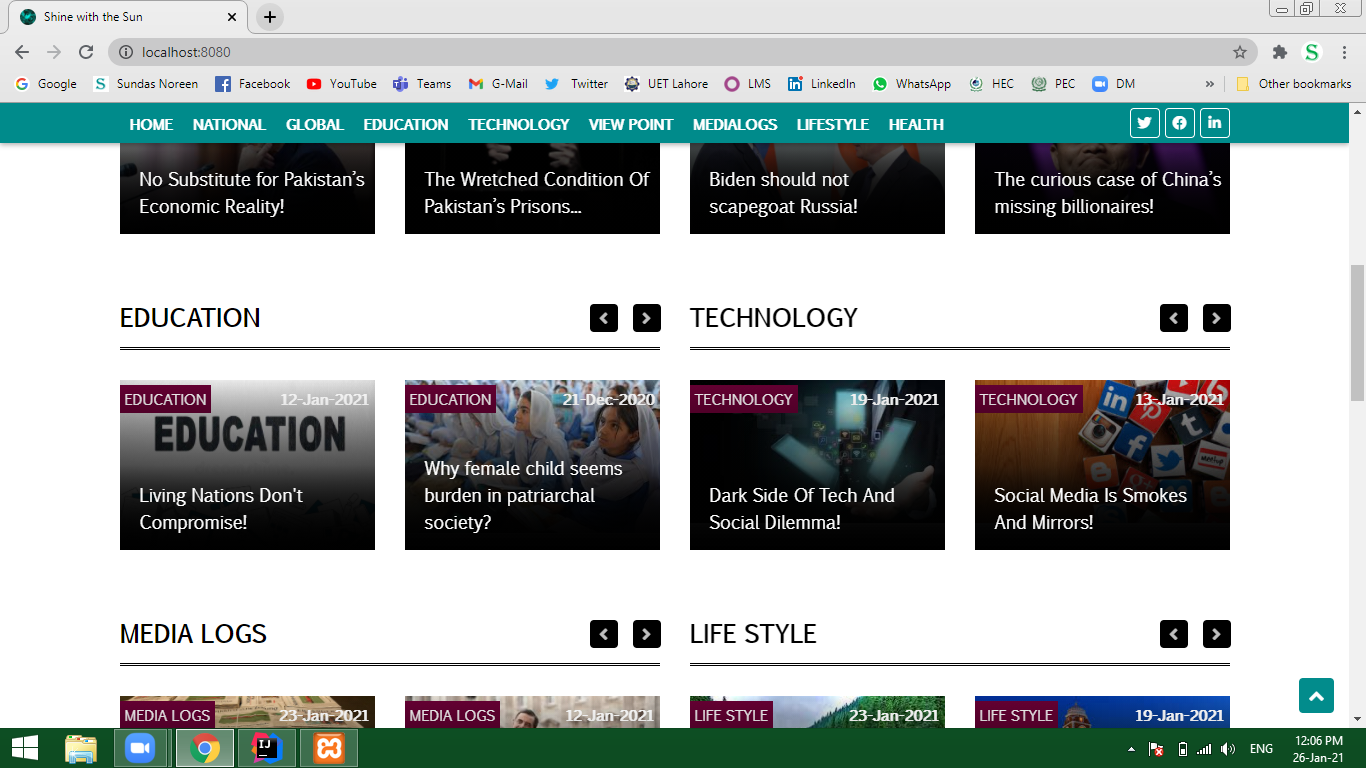 Shine with the Sun
localhost:8080
Google Sundas Noreen Facebook YouTube Teams G-Mail Twitter UET Lahore LMS LinkedIn WhatsApp HEC PEC DM » Other bookmarks
HOME NATIONAL GLOBAL EDUCATION TECHNOLOGY VIEW POINT MEDIALOGS LIFESTYLE HEALTH
No Substitute for Pakistan’s
Economic Reality!
The Wretched Condition Of
Pakistan’s Prisons...
Biden should not
scapegoat Russia!
The curious case of China’s
missing billionaires!
EDUCATION
TECHNOLOGY
EDUCATION 12-Jan-2021
EDUCATION
Living Nations Don't
Compromise!
EDUCATION 21-Dec-2020
Why female child seems
burden in patriarchal
society?
TECHNOLOGY 19-Jan-2021
Dark Side Of Tech And
Social Dilemma!
TECHNOLOGY 13-Jan-2021
Social Media Is Smokes
And Mirrors!
MEDIA LOGS
LIFE STYLE
MEDIA LOGS 23-Jan-2021
MEDIA LOGS 12-Jan-2021
LIFE STYLE 23-Jan-2021
LIFE STYLE 19-Jan-2021
ENG
12:06 PM
26-Jan-21